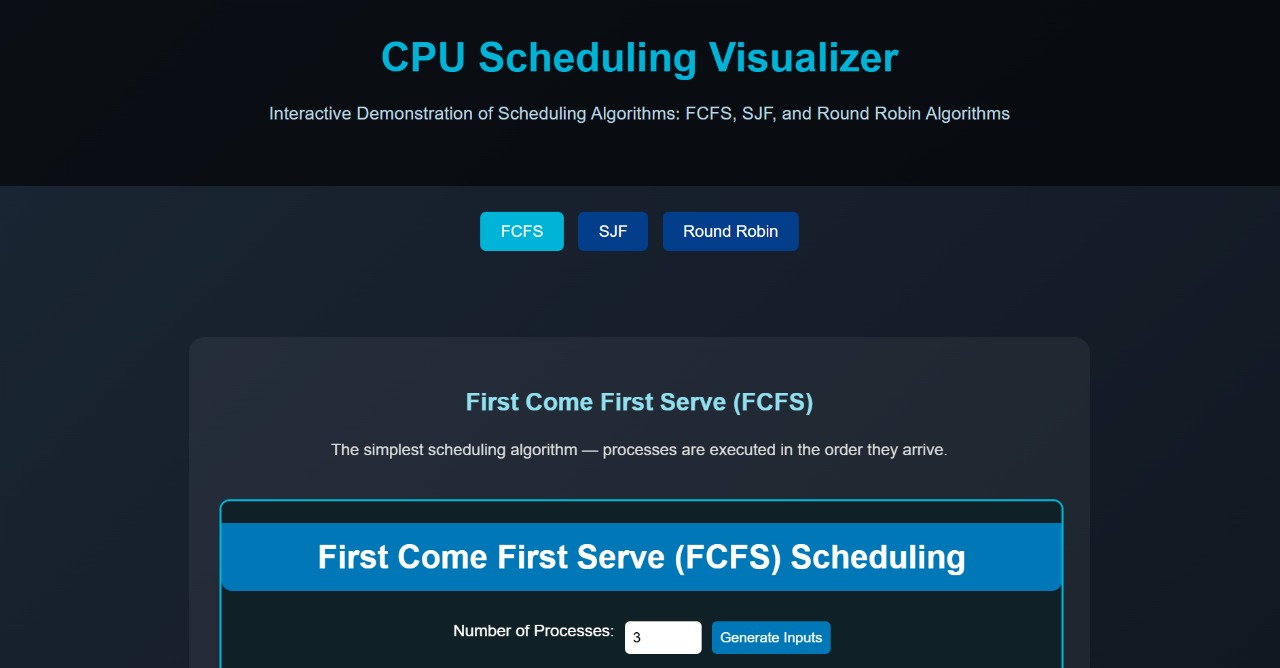 CPU Scheduling Visualizer
Interactive Demonstration of Scheduling Algorithms: FCFS, SJF, and Round Robin Algorithms
FCFS SJF Round Robin
First Come First Serve (FCFS)
The simplest scheduling algorithm — processes are executed in the order they arrive.
First Come First Serve (FCFS) Scheduling
Number of Processes: 3 Generate Inputs